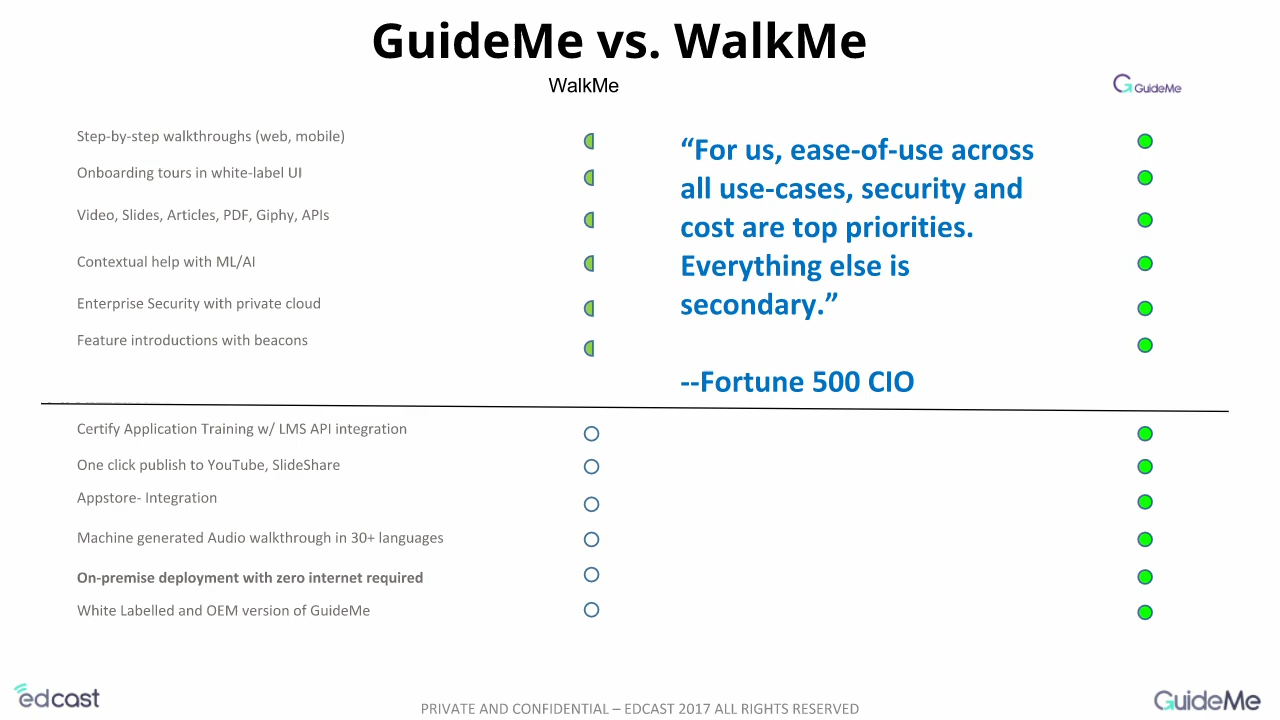 GuideMe vs. WalkMe
WalkMe
GuideMe
Step-by-step walkthroughs (web, mobile)
Onboarding tours in white-label UI
Video, Slides, Articles, PDF, Giphy, APIs
Contextual help with ML/AI
Enterprise Security with private cloud
Feature introductions with beacons
“For us, ease-of-use across
all use-cases, security and
cost are top priorities.
Everything else is
secondary.”
--Fortune 500 CIO
Certify Application Training w/ LMS API integration
One click publish to YouTube, SlideShare
Appstore- Integration
Machine generated Audio walkthrough in 30+ languages
On-premise deployment with zero internet required
White Labelled and OEM version of GuideMe
edcast
PRIVATE AND CONFIDENTIAL – EDCAST 2017 ALL RIGHTS RESERVED
GuideMe